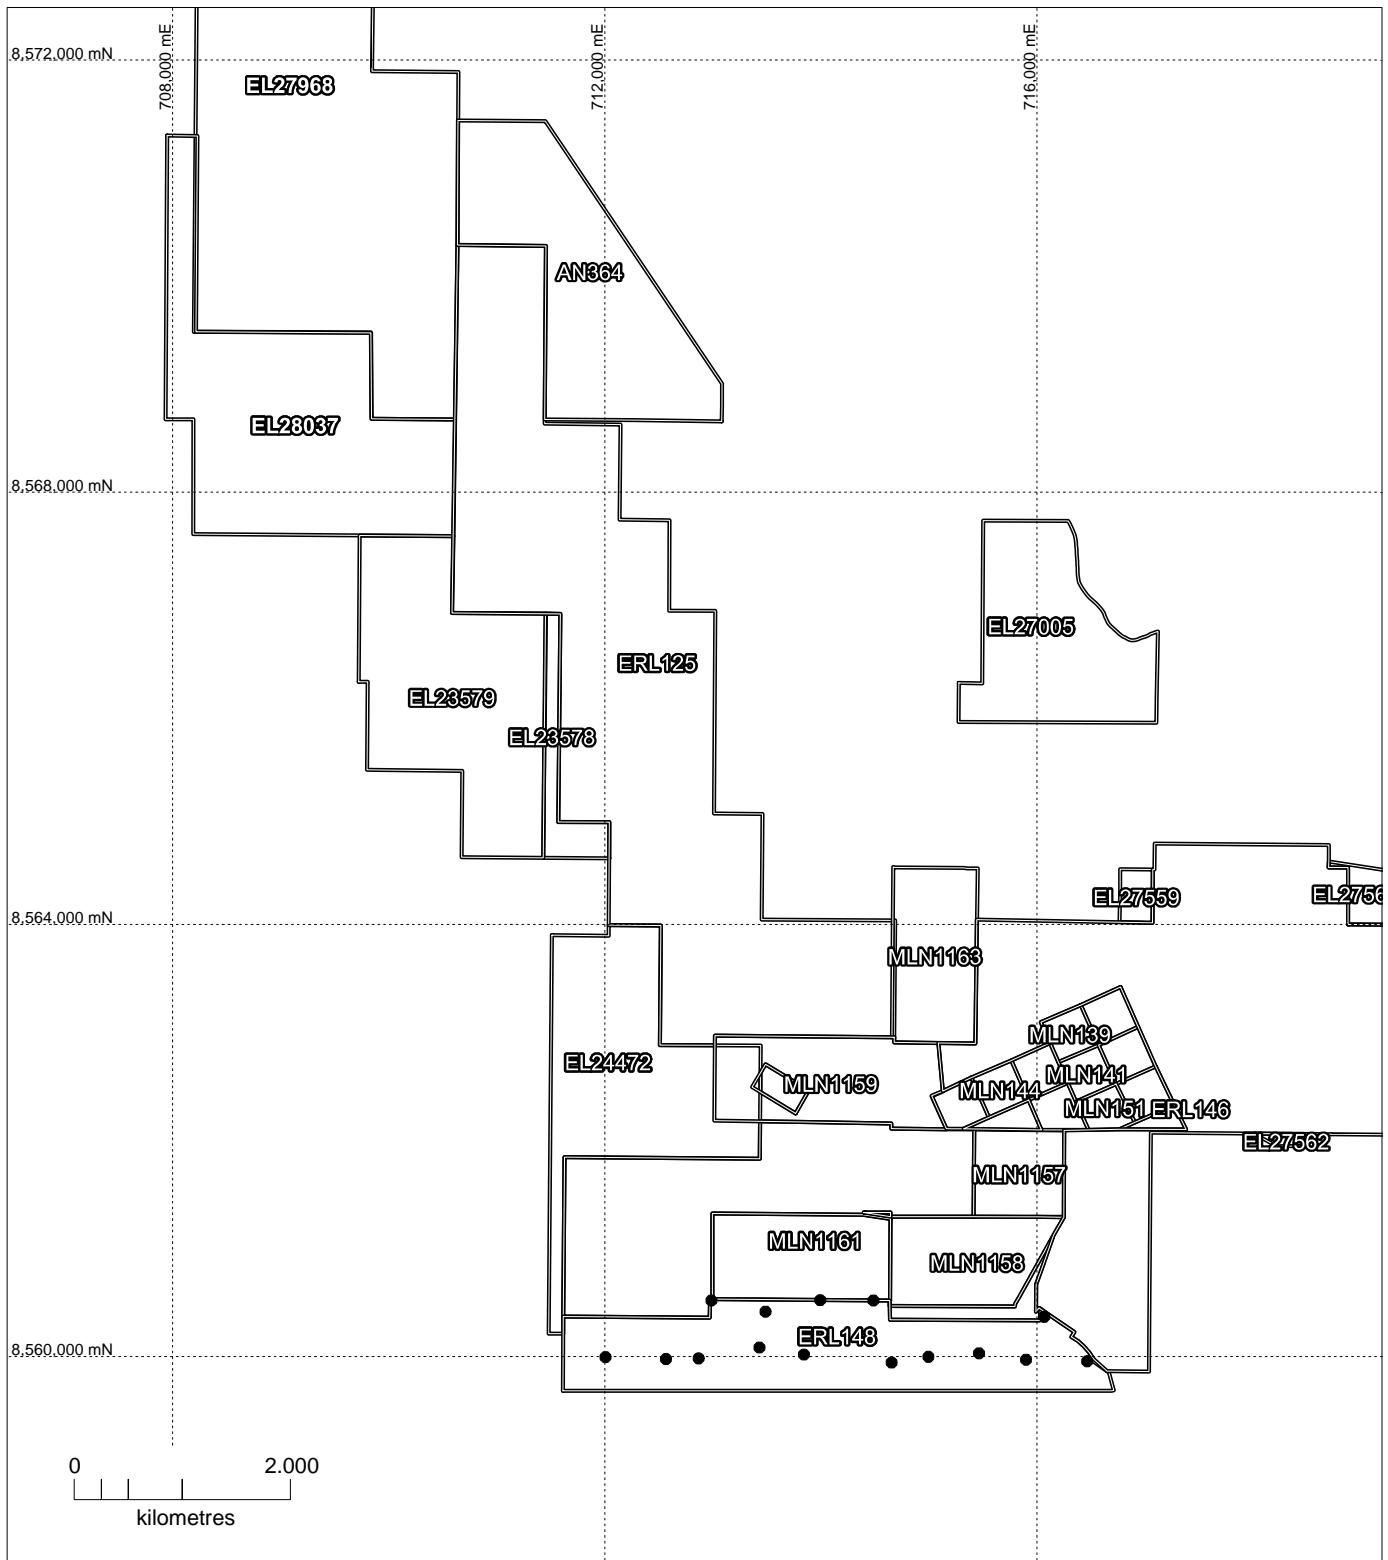 8,572,000 mN
708,000 mE
712,000 mE
716,000 mE
EL27968
AN364
EL28037
8,568,000 mN
EL27005
ERL125
EL23579
EL23578
EL27559
EL2756
8,564,000 mN
MLN1163
MLN139
EL24472
MLN141
MLN1159
MLN144
MLN151
ERL146
EL27562
MLN1157
MLN1161
MLN1158
ERL148
8,560,000 mN
0 2.000
kilometres